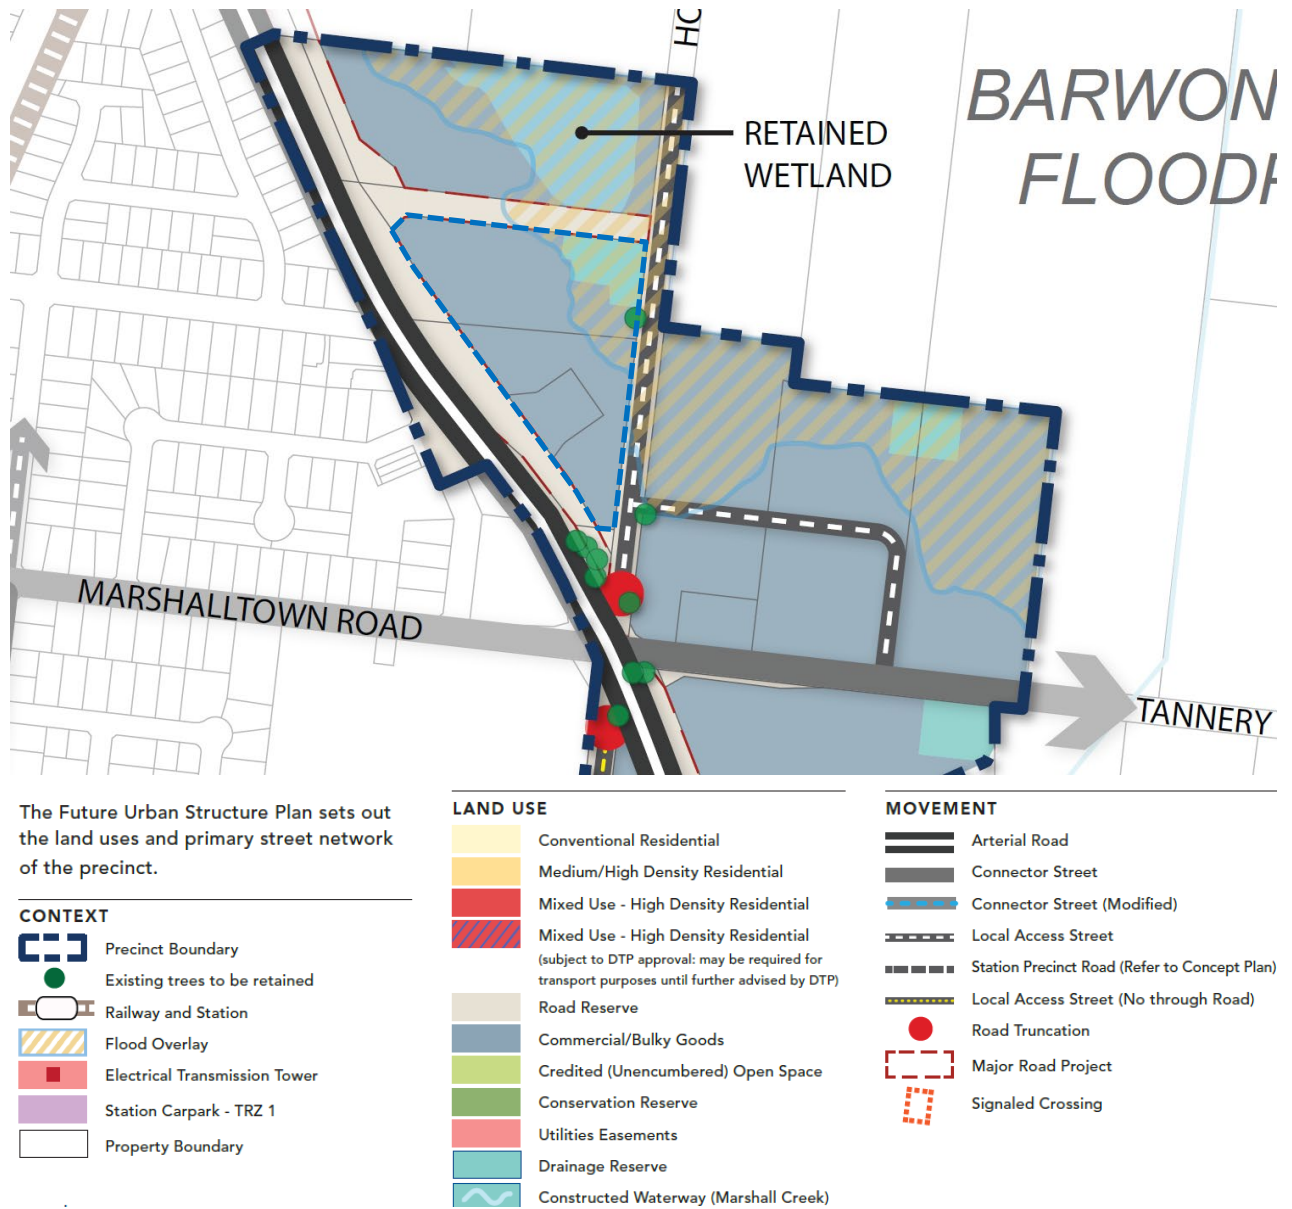 HO
BARWON
FLOOD
RETAINED
WETLAND
MARSHALLTOWN ROAD
TANNERY
The Future Urban Structure Plan sets out
the land uses and primary street network
of the precinct.
CONTEXT
Precinct Boundary
Existing trees to be retained
Railway and Station
Flood Overlay
Electrical Transmission Tower
Station Carpark - TRZ 1
Property Boundary
LAND USE
Conventional Residential
Medium/High Density Residential
Mixed Use - High Density Residential
Mixed Use - High Density Residential
(subject to DTP approval: may be required for
transport purposes until further advised by DTP)
Road Reserve
Commercial/Bulky Goods
Credited (Unencumbered) Open Space
Conservation Reserve
Utilities Easements
Drainage Reserve
Constructed Waterway (Marshall Creek)
MOVEMENT
Arterial Road
Connector Street
Connector Street (Modified)
Local Access Street
Station Precinct Road (Refer to Concept Plan)
Local Access Street (No through Road)
Road Truncation
Major Road Project
Signaled Crossing